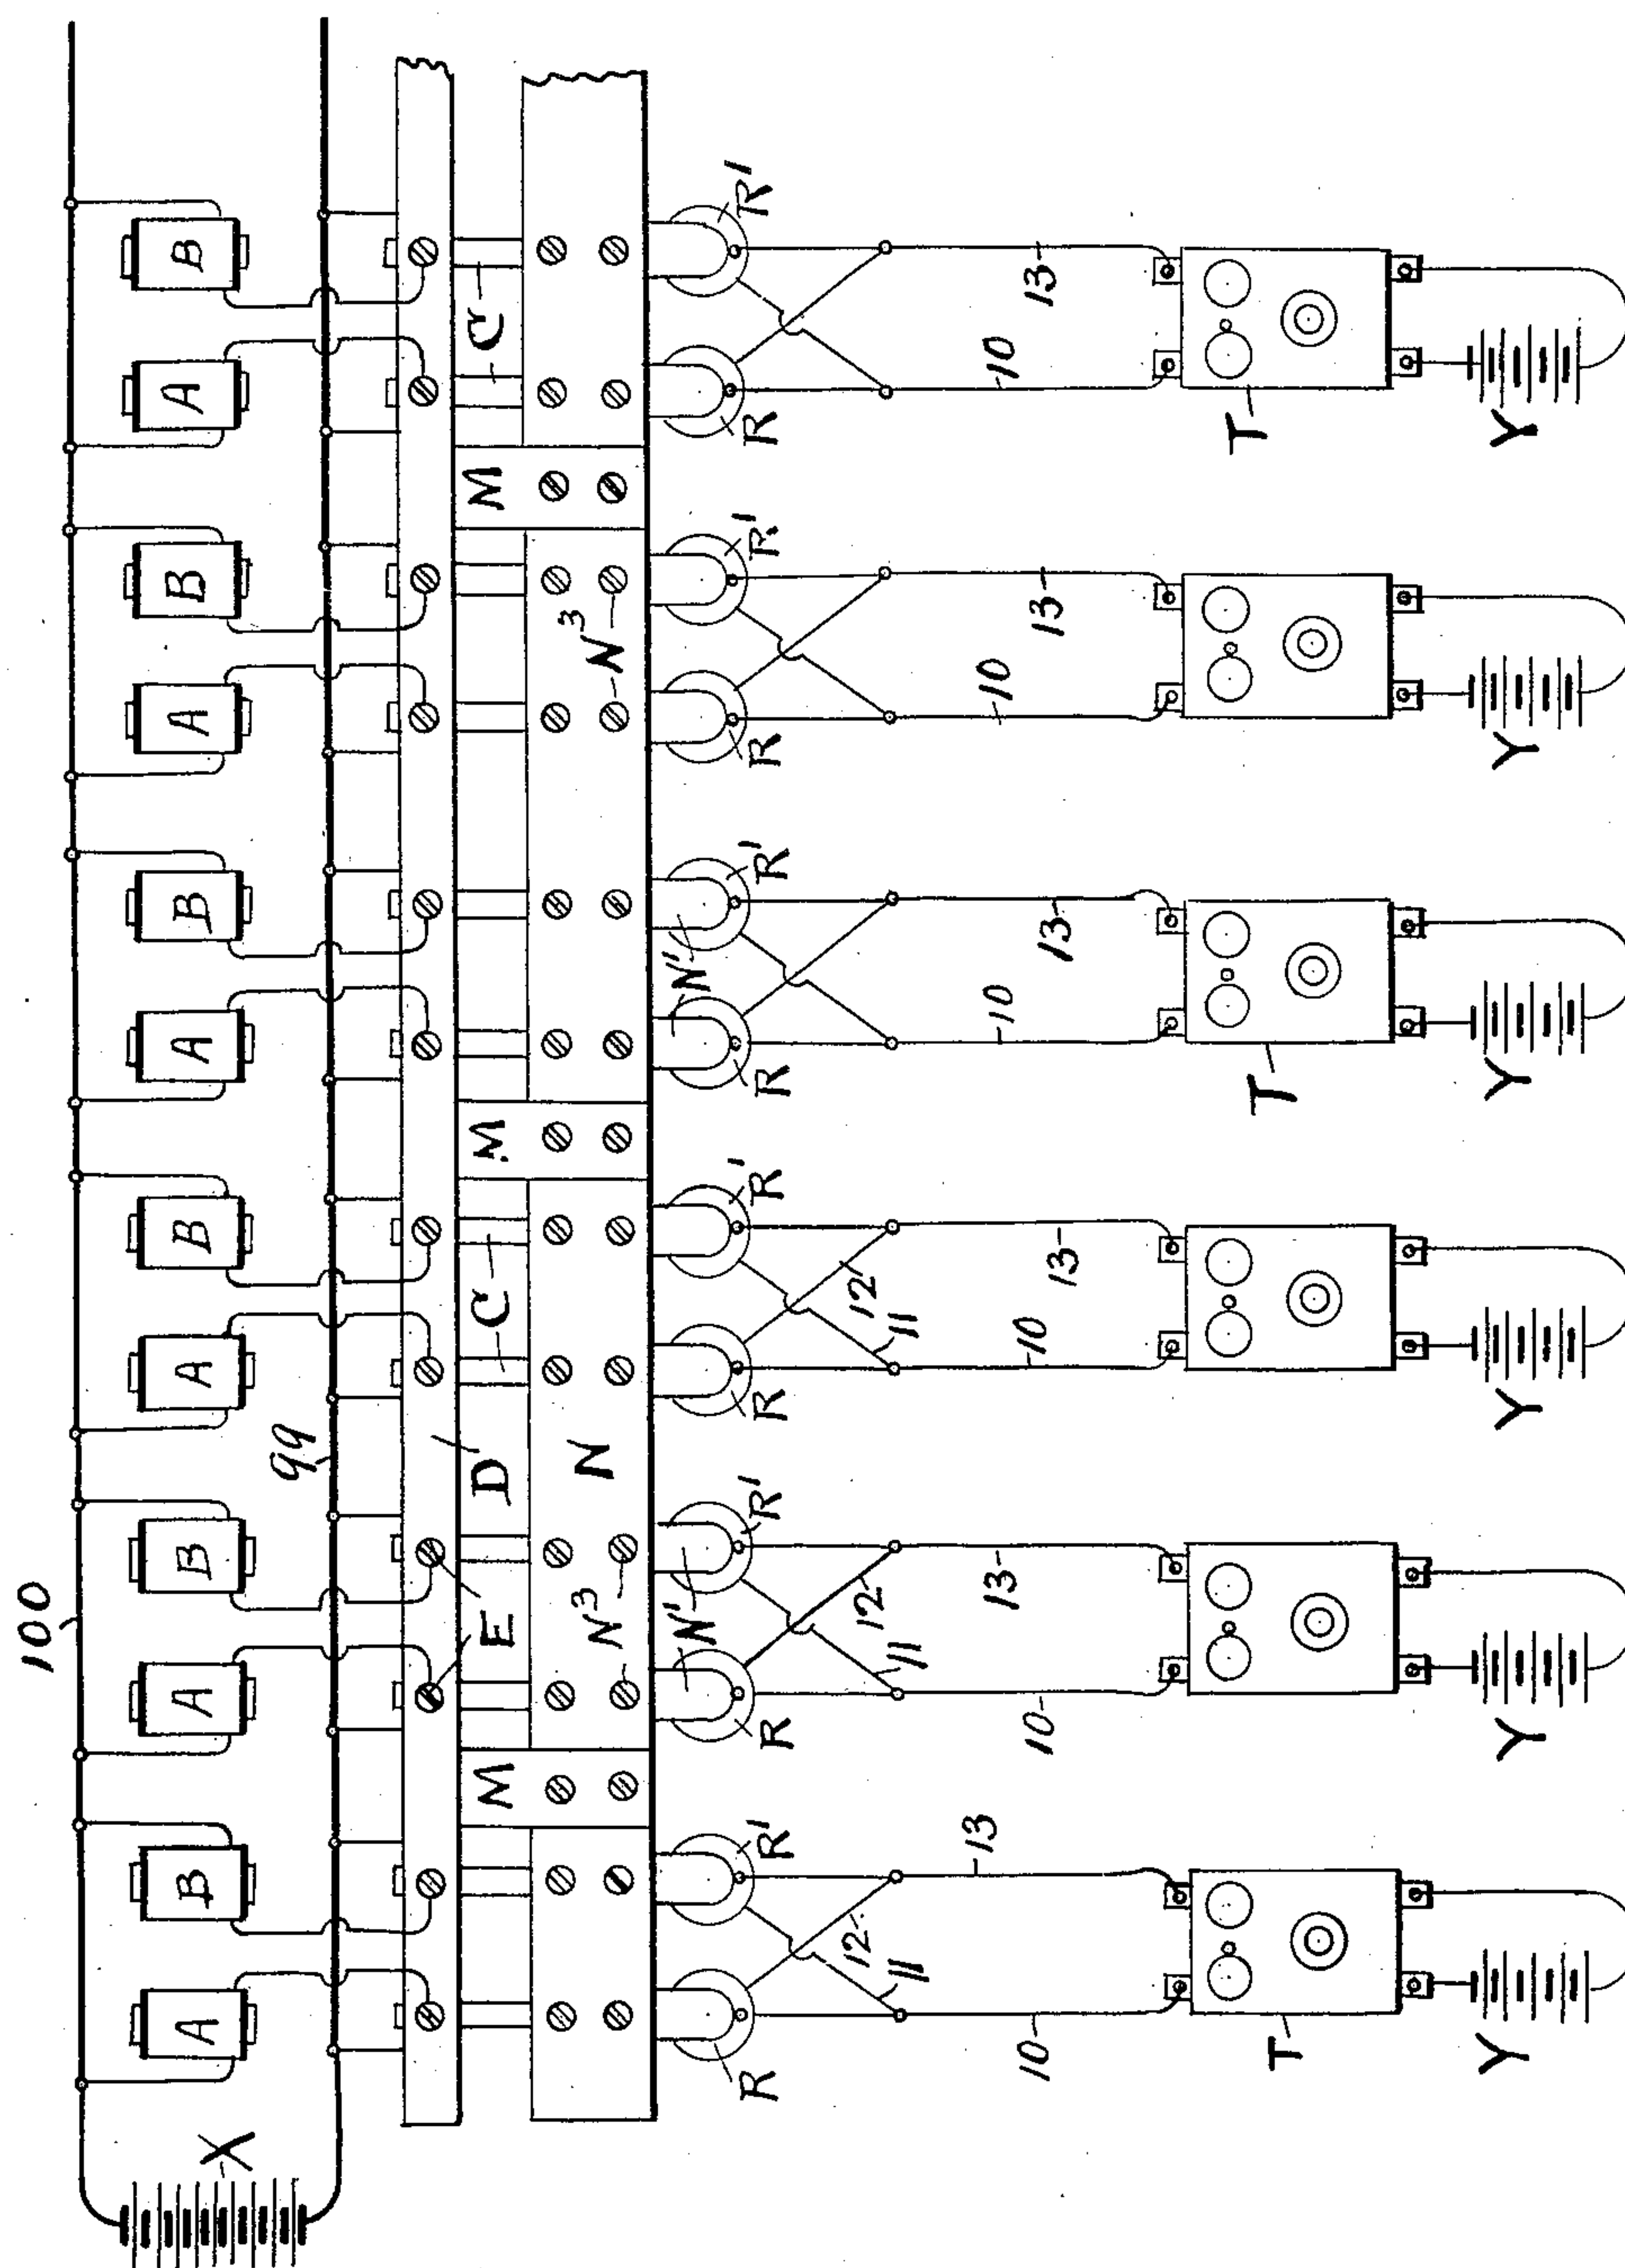 100
X A B A B A B A B A B A B
99
M E D C M C
M C
N³ N N³
N' N'
R R' R R' R R' R R' R R' R R'
12 12 12
11 11 11
10 13 10 13 10 13 10 13 10 13 10 13
T T T
Y Y Y Y Y Y